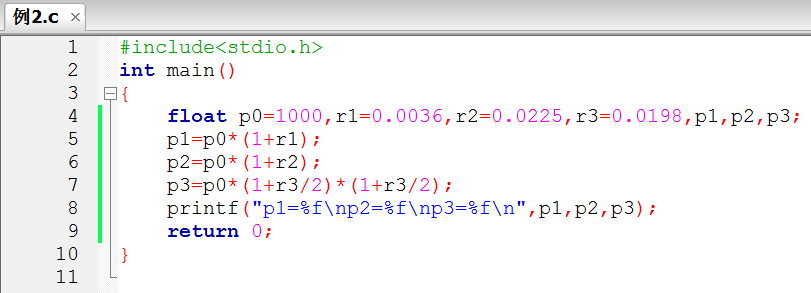 例2.c ×
1 #include<stdio.h>
2 int main()
3 {
4 float p0=1000,r1=0.0036,r2=0.0225,r3=0.0198,p1,p2,p3;
5 p1=p0*(1+r1);
6 p2=p0*(1+r2);
7 p3=p0*(1+r3/2)*(1+r3/2);
8 printf("p1=%f\np2=%f\np3=%f\n",p1,p2,p3);
9 return 0;
10 }
11